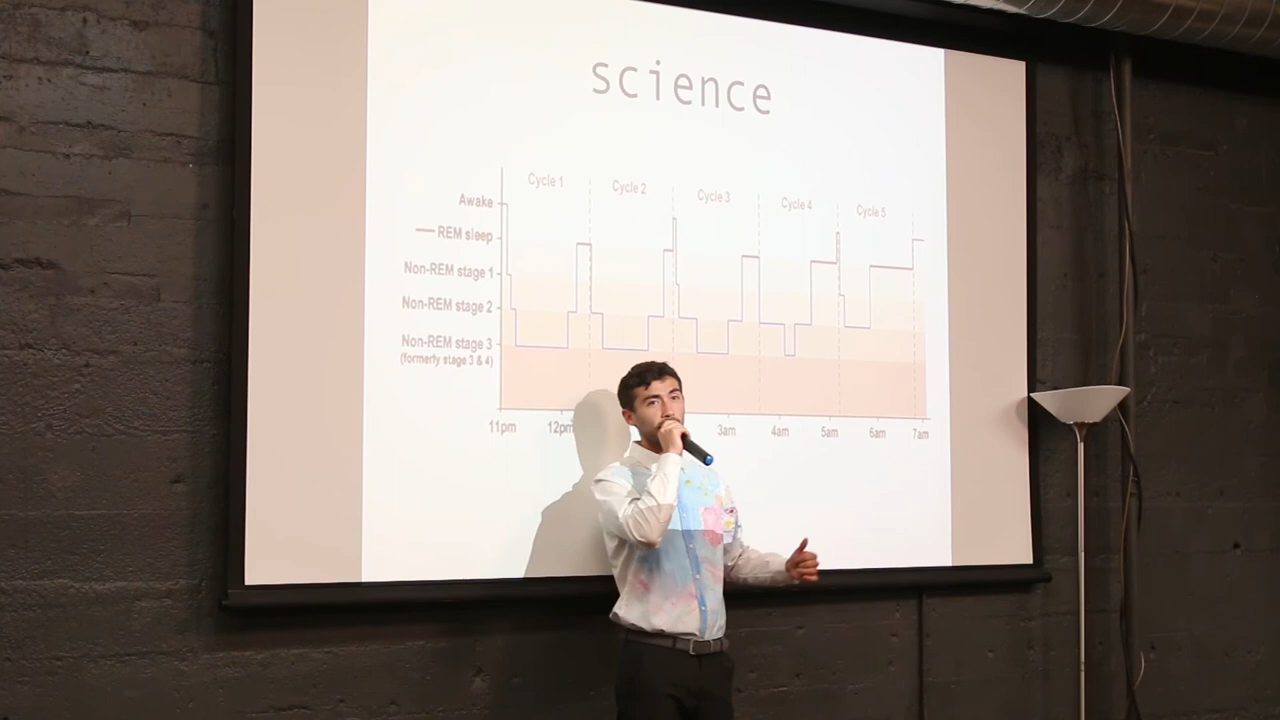 science
Cycle 1 Cycle 2 Cycle 3 Cycle 4 Cycle 5
Awake
REM sleep
Non-REM stage 1
Non-REM stage 2
Non-REM stage 3
(formerly stage 3 & 4)
11pm 12pm 3am 4am 5am 6am 7am